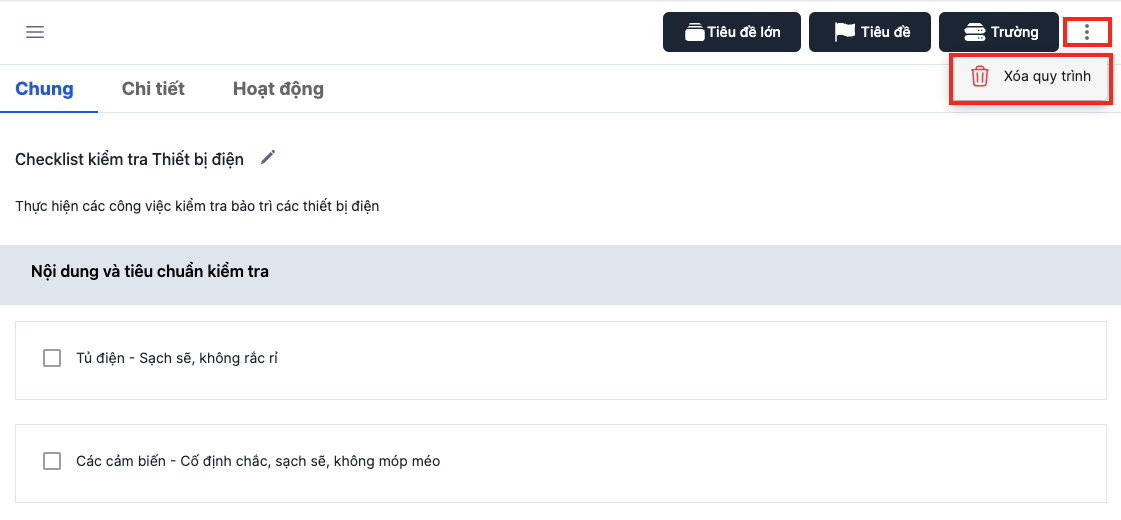 Tiêu đề lớn
Tiêu đề
Trường
Xóa quy trình
Chung
Chi tiết
Hoạt động
Checklist kiểm tra Thiết bị điện
Thực hiện các công việc kiểm tra bảo trì các thiết bị điện
Nội dung và tiêu chuẩn kiểm tra
Tủ điện - Sạch sẽ, không rắc rỉ
Các cảm biến - Cố định chắc, sạch sẽ, không móp méo